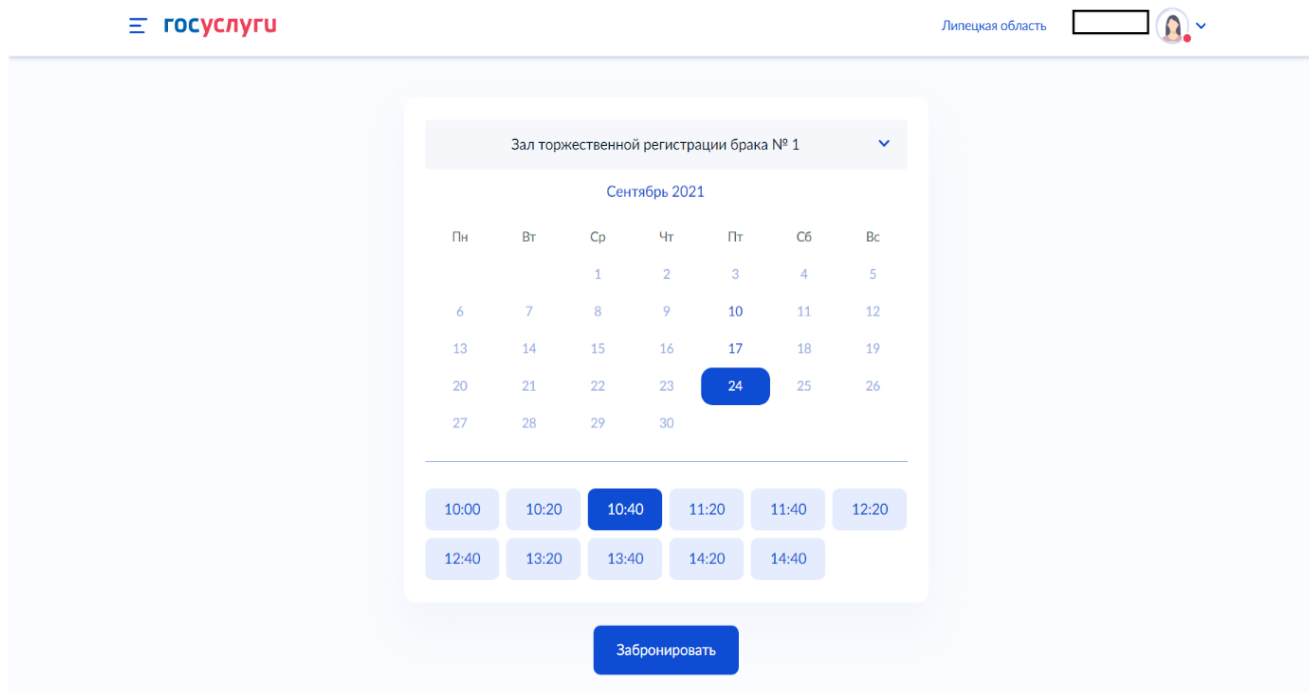 госуслуги Липецкая область
Зал торжественной регистрации брака № 1
Сентябрь 2021
Пн Вт Ср Чт Пт Сб Вс
1 2 3 4 5
6 7 8 9 10 11 12
13 14 15 16 17 18 19
20 21 22 23 24 25 26
27 28 29 30
10:00 10:20 10:40 11:20 11:40 12:20
12:40 13:20 13:40 14:20 14:40
Забронировать